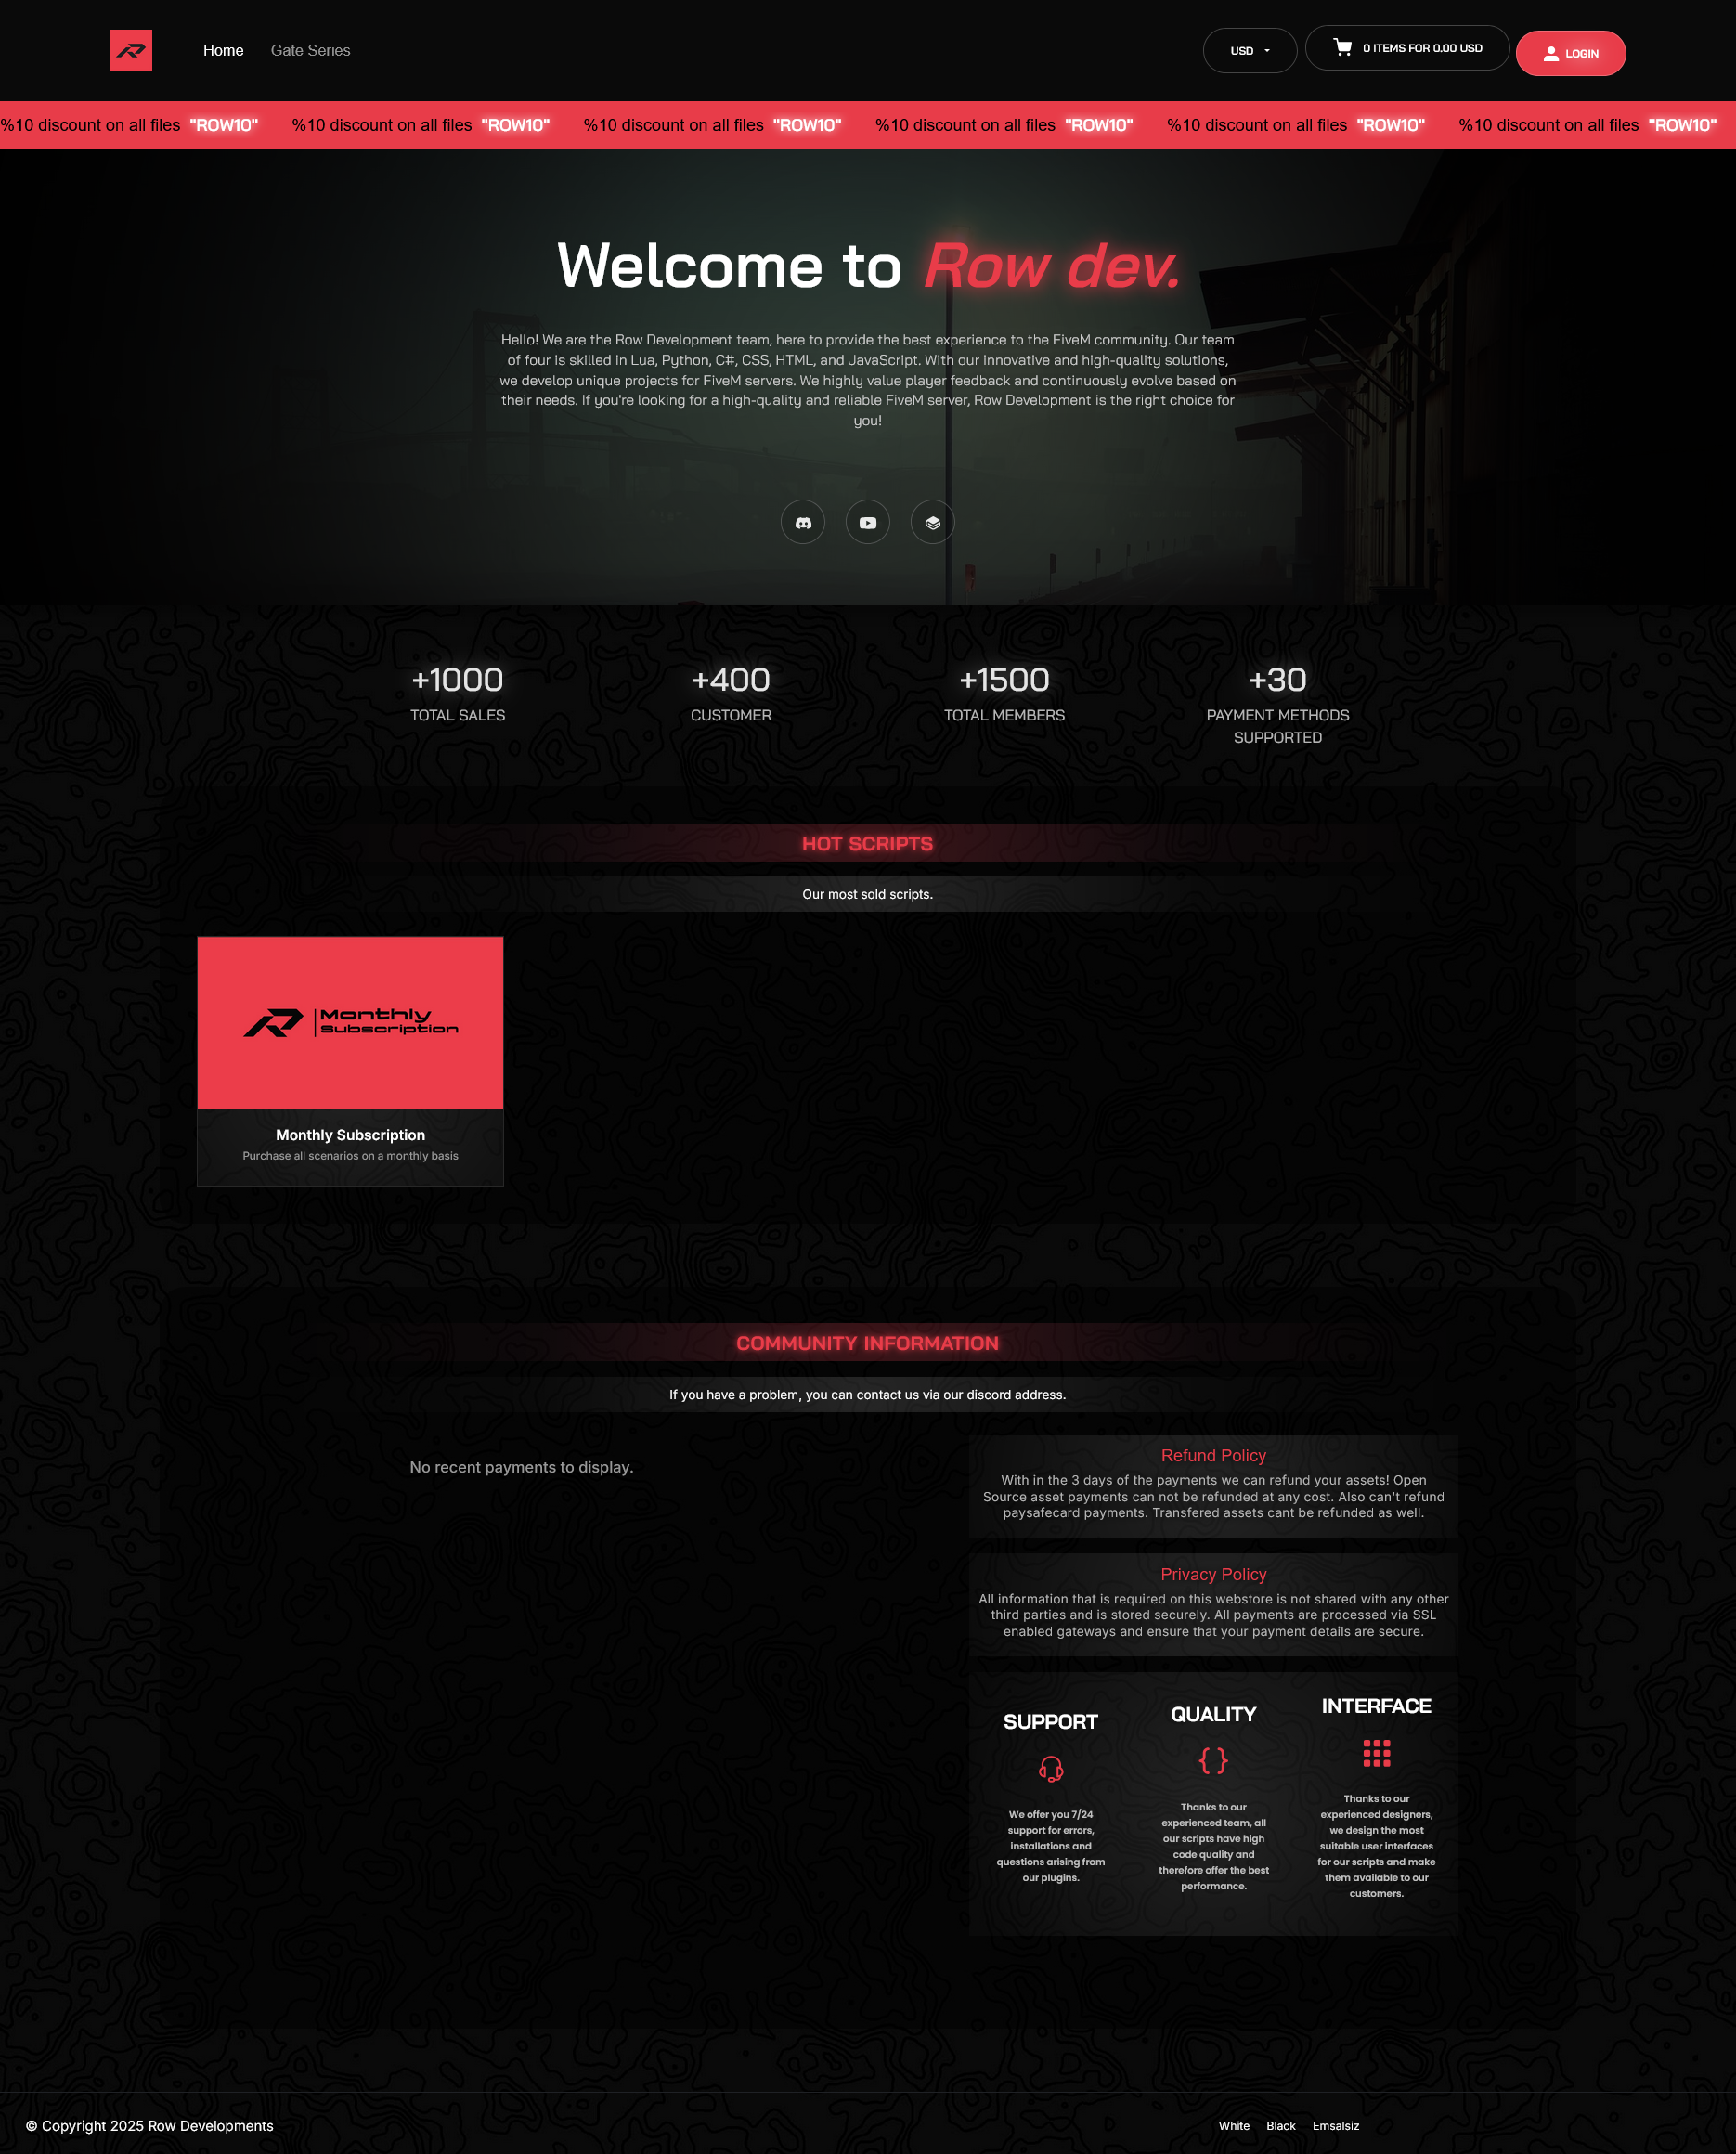 Home
Gate Series
USD
0 ITEMS FOR 0.00 USD
LOGIN
%10 discount on all files "ROW10" %10 discount on all files "ROW10" %10 discount on all files "ROW10" %10 discount on all files "ROW10" %10 discount on all files "ROW10" %10 discount on all files "ROW10"
Welcome to Row dev.
Hello! We are the Row Development team, here to provide the best experience to the FiveM community. Our team
of four is skilled in Lua, Python, C#, CSS, HTML, and JavaScript. With our innovative and high-quality solutions,
we develop unique projects for FiveM servers. We highly value player feedback and continuously evolve based on
their needs. If you're looking for a high-quality and reliable FiveM server, Row Development is the right choice for
you!
+1000
TOTAL SALES
+400
CUSTOMER
+1500
TOTAL MEMBERS
+30
PAYMENT METHODS
SUPPORTED
HOT SCRIPTS
Our most sold scripts.
Monthly
Subscription
Monthly Subscription
Purchase all scenarios on a monthly basis
COMMUNITY INFORMATION
If you have a problem, you can contact us via our discord address.
No recent payments to display.
Refund Policy
With in the 3 days of the payments we can refund your assets! Open
Source asset payments can not be refunded at any cost. Also can't refund
paysafecard payments. Transfered assets cant be refunded as well.
Privacy Policy
All information that is required on this webstore is not shared with any other
third parties and is stored securely. All payments are processed via SSL
enabled gateways and ensure that your payment details are secure.
SUPPORT
We offer you 7/24
support for errors,
installations and
questions arising from
our plugins.
QUALITY
Thanks to our
experienced team, all
our scripts have high
code quality and
therefore offer the best
performance.
INTERFACE
Thanks to our
experienced designers,
we design the most
suitable user interfaces
for our scripts and make
them available to our
customers.
© Copyright 2025 Row Developments
White
Black
Emsalsiz